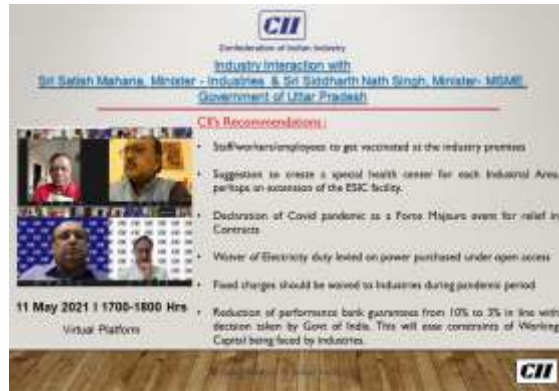 CII
Confederation of Indian Industry
Industry Interaction with
Sri Satish Mahana, Minister - Industries & Sri Siddharth Nath Singh, Minister- MSME,
Government of Uttar Pradesh
CII's Recommendations :
• Staff/workers/employees to get vaccinated at the industry premises
• Suggestion to create a special health center for each Industrial Area,
perhaps an extension of the ESIC facility.
• Declaration of Covid pandemic as a Force Majeure event for relief in
Contracts
• Waiver of Electricity duty levied on power purchased under open access
• Fixed charges should be waived to Industries during pandemic period
• Reduction of performance bank guarantees from 10% to 3% in line with
decision taken by Govt of India. This will ease constraints of Working
Capital being faced by industries.
11 May 2021 I 1700-1800 Hrs
Virtual Platform
CII